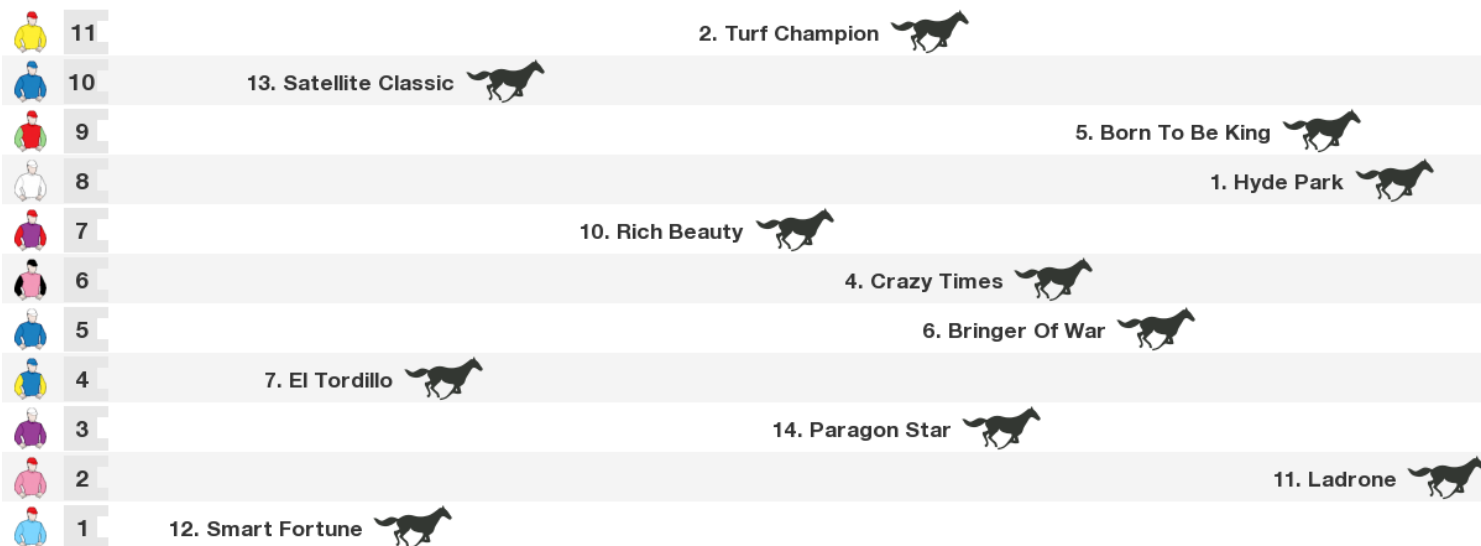 11 2. Turf Champion
10 13. Satellite Classic
9 5. Born To Be King
8 1. Hyde Park
7 10. Rich Beauty
6 4. Crazy Times
5 6. Bringer Of War
4 7. El Tordillo
3 14. Paragon Star
2 11. Ladrone
1 12. Smart Fortune